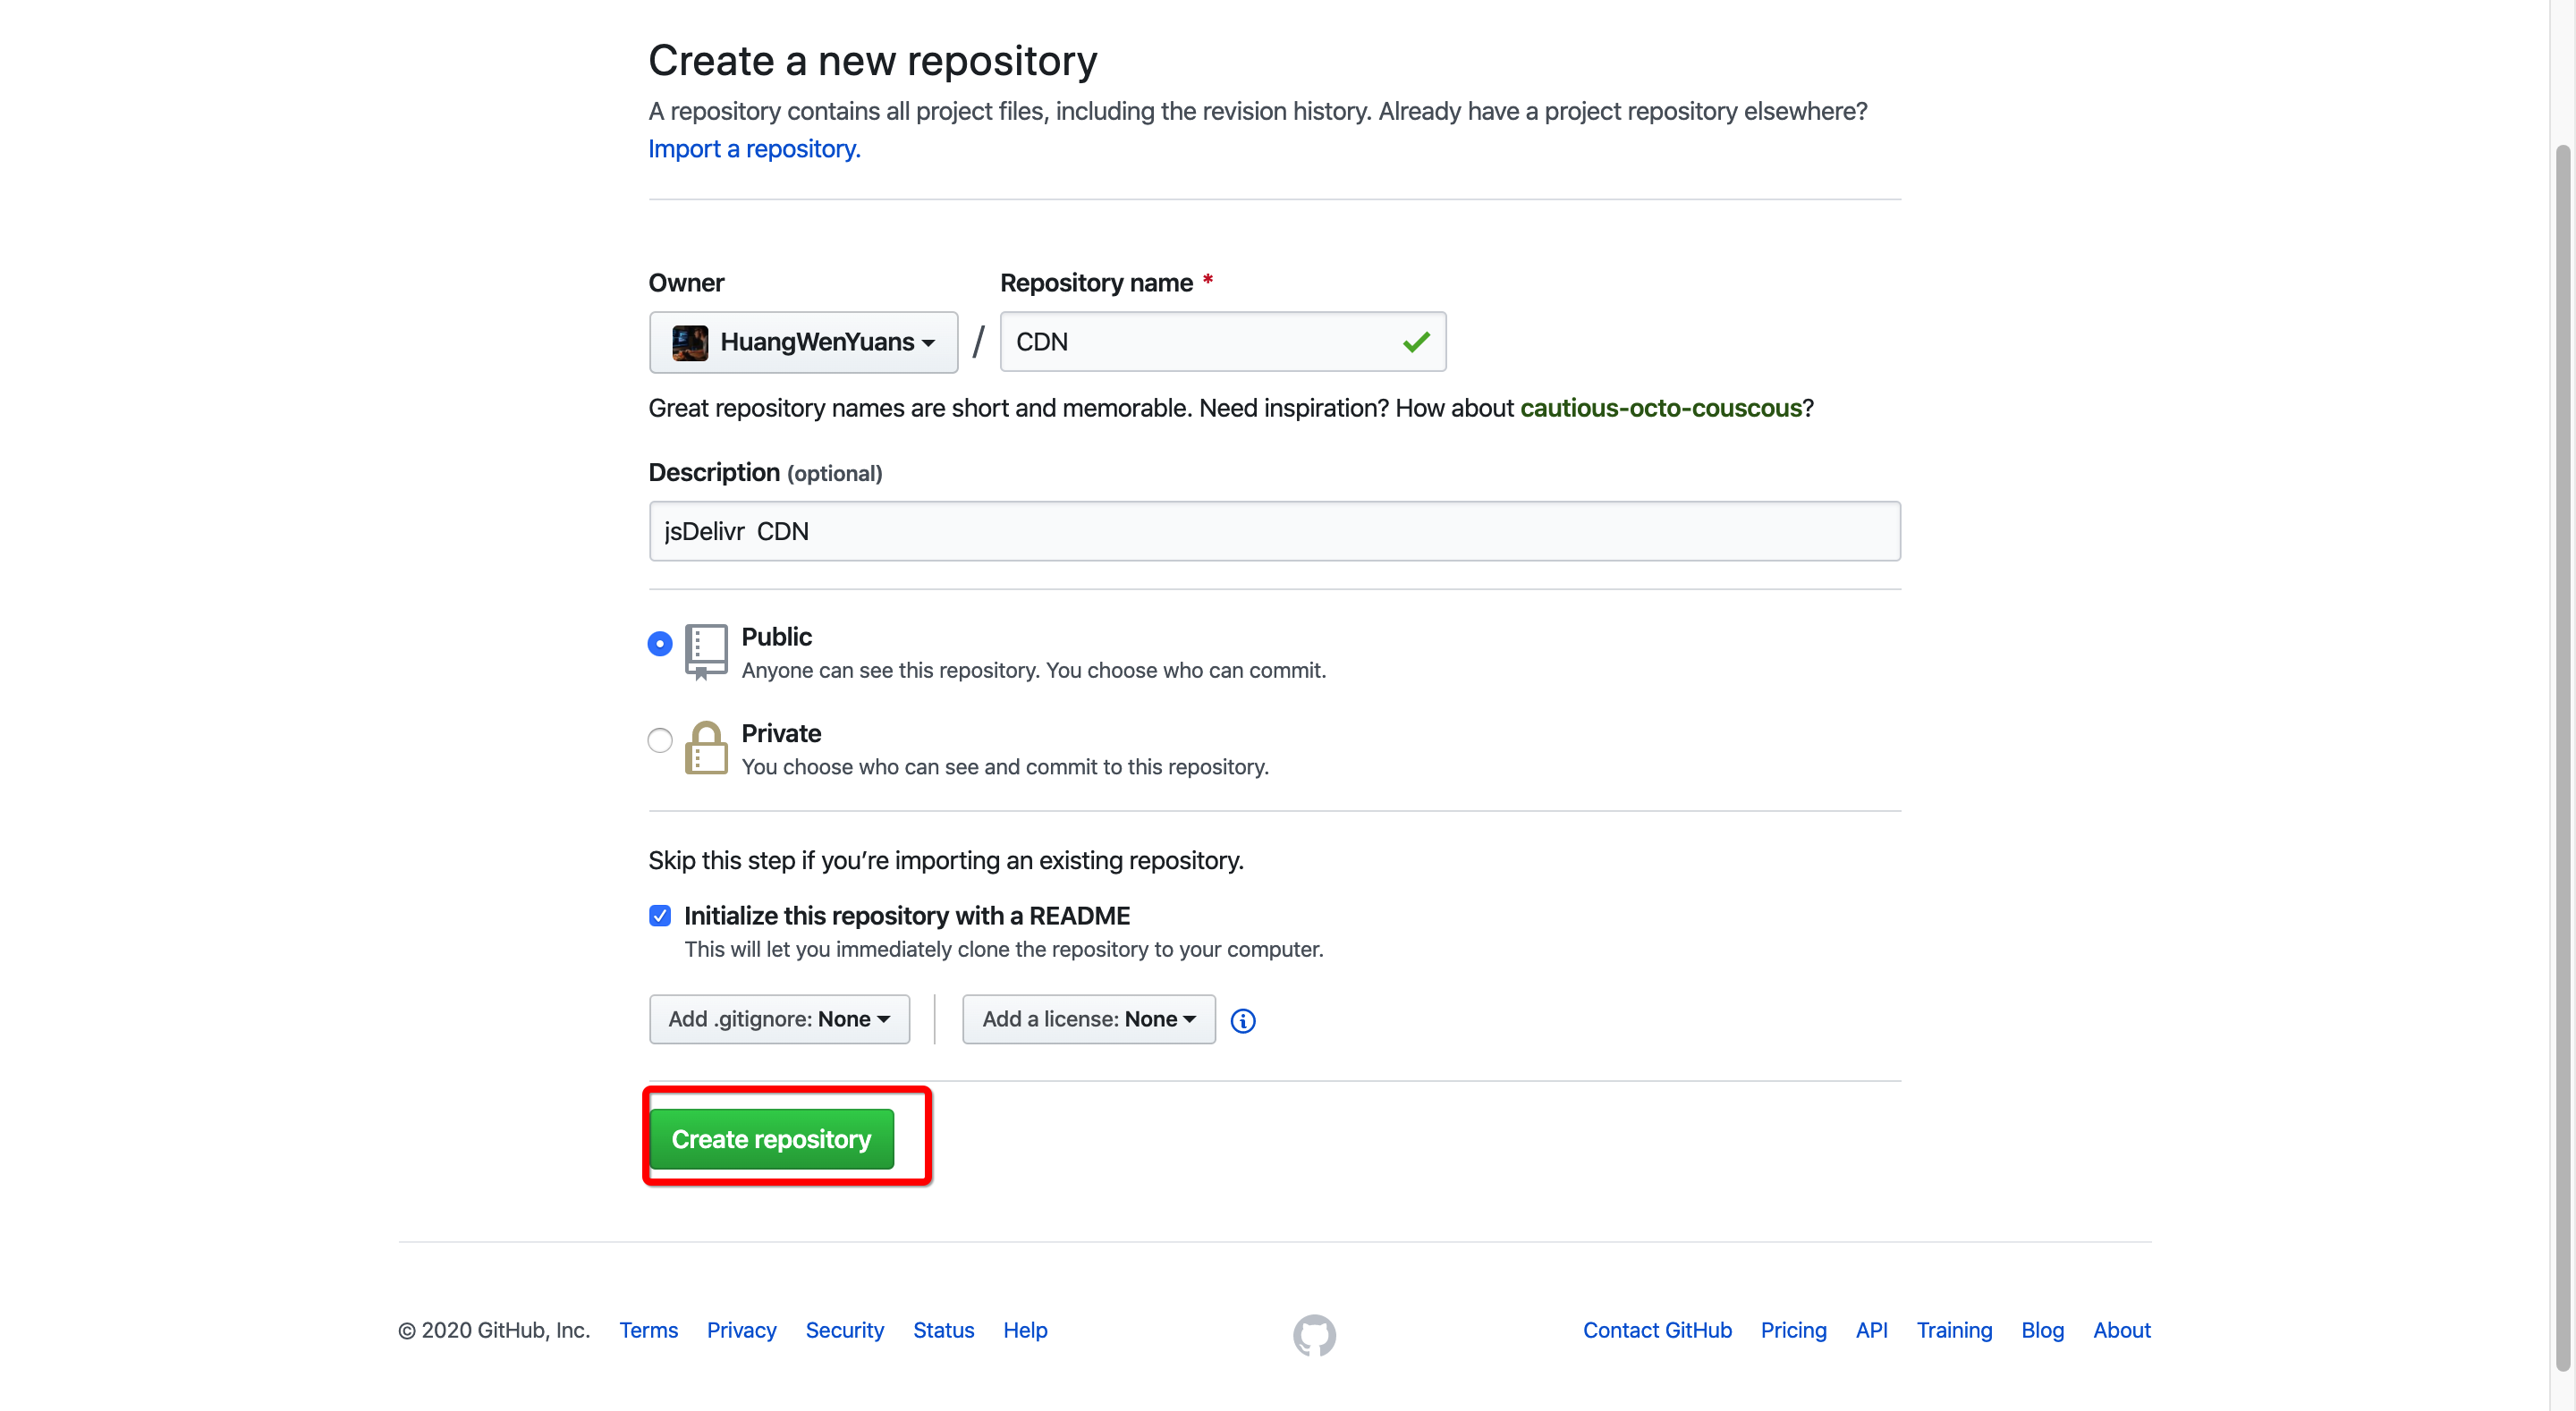 Create a new repository
A repository contains all project files, including the revision history. Already have a project repository elsewhere?
Import a repository.
Owner
Repository name *
HuangWenYuans
/
CDN
Great repository names are short and memorable. Need inspiration? How about cautious-octo-couscous?
Description (optional)
jsDelivr  CDN
Public
Anyone can see this repository. You choose who can commit.
Private
You choose who can see and commit to this repository.
Skip this step if you’re importing an existing repository.
Initialize this repository with a README
This will let you immediately clone the repository to your computer.
Add .gitignore: None
Add a license: None
Create repository
© 2020 GitHub, Inc. Terms Privacy Security Status Help Contact GitHub Pricing API Training Blog About